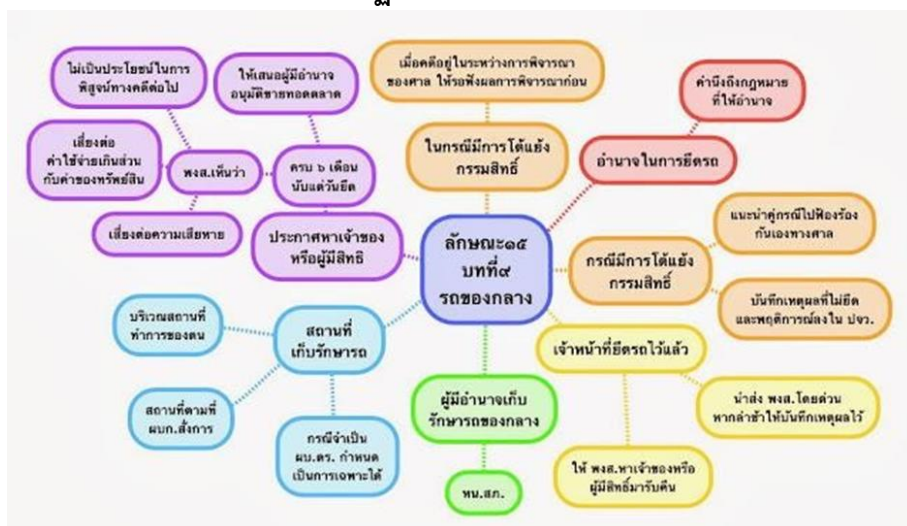 ไม่เป็นประโยชน์ในการ
พิสูจน์ทางคดีต่อไป
ให้เสนอผู้มีอำนาจ
อนุมัติขายทอดตลาด
เสี่ยงต่อ
ค่าใช้จ่ายเกินส่วน
กับค่าของทรัพย์สิน
พงส.เห็นว่า
ครบ ๖ เดือน
นับแต่วันยึด
เสี่ยงต่อความเสียหาย
ประกาศหาเจ้าของ
หรือผู้มีสิทธิ
เมื่อคดีอยู่ในระหว่างการพิจารณา
ของศาล ให้รอฟังผลการพิจารณาก่อน
ในกรณีมีการโต้แย้ง
กรรมสิทธิ์
คำนึงถึงกฎหมาย
ที่ให้อำนาจ
อำนาจในการยึดรถ
ลักษณะ๑๕
บทที่๙
รถของกลาง
แนะนำคู่กรณีไปฟ้องร้อง
กันเองทางศาล
กรณีมีการโต้แย้ง
กรรมสิทธิ์
บันทึกเหตุผลที่ไม่ยึด
และพฤติการณ์ลงใน ปจว.
บริเวณสถานที่
ทำการของตน
สถานที่
เก็บรักษารถ
สถานที่ตามที่
ผบก.สั่งการ
กรณีจำเป็น
ผบ.ตร. กำหนด
เป็นการเฉพาะได้
ผู้มีอำนาจเก็บ
รักษารถของกลาง
หน.สภ.
เจ้าหน้าที่ยึดรถไว้แล้ว
นำส่ง พงส.โดยด่วน
หากล่าช้าให้บันทึกเหตุผลไว้
ให้ พงส.หาเจ้าของหรือ
ผู้มีสิทธิ์มารับคืน